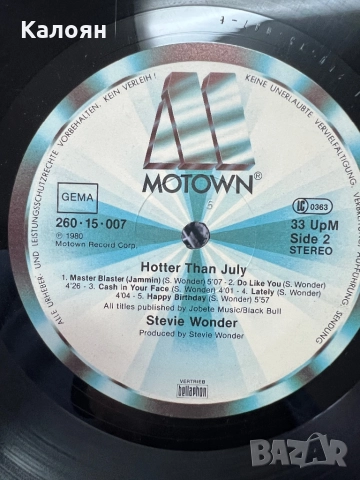 Калоян
ALLE URHEBER- UND LEISTUNGSSCHUTZRECHTE VORBEHALTEN. KEIN VERLEIH! KEINE UNERLAUBTE VERVIELFÄLTIGUNG, SENDUNG
MOTOWN®
GEMA
LC 0363
260·15·007
℗ 1980
Motown Record Corp.
33 UpM
Side 2
STEREO
Hotter Than July
1. Master Blaster (Jammin) (S. Wonder) 5'07 - 2. Do Like You (S. Wonder)
4'26 - 3. Cash in Your Face (S. Wonder) 4'01 - 4. Lately (S. Wonder)
4'04 - 5. Happy Birthday (S. Wonder) 5'57
All titles published by Jobete Music/Black Bull
Stevie Wonder
Produced by Stevie Wonder
VERTRIEB
bellaphon
BAZAR